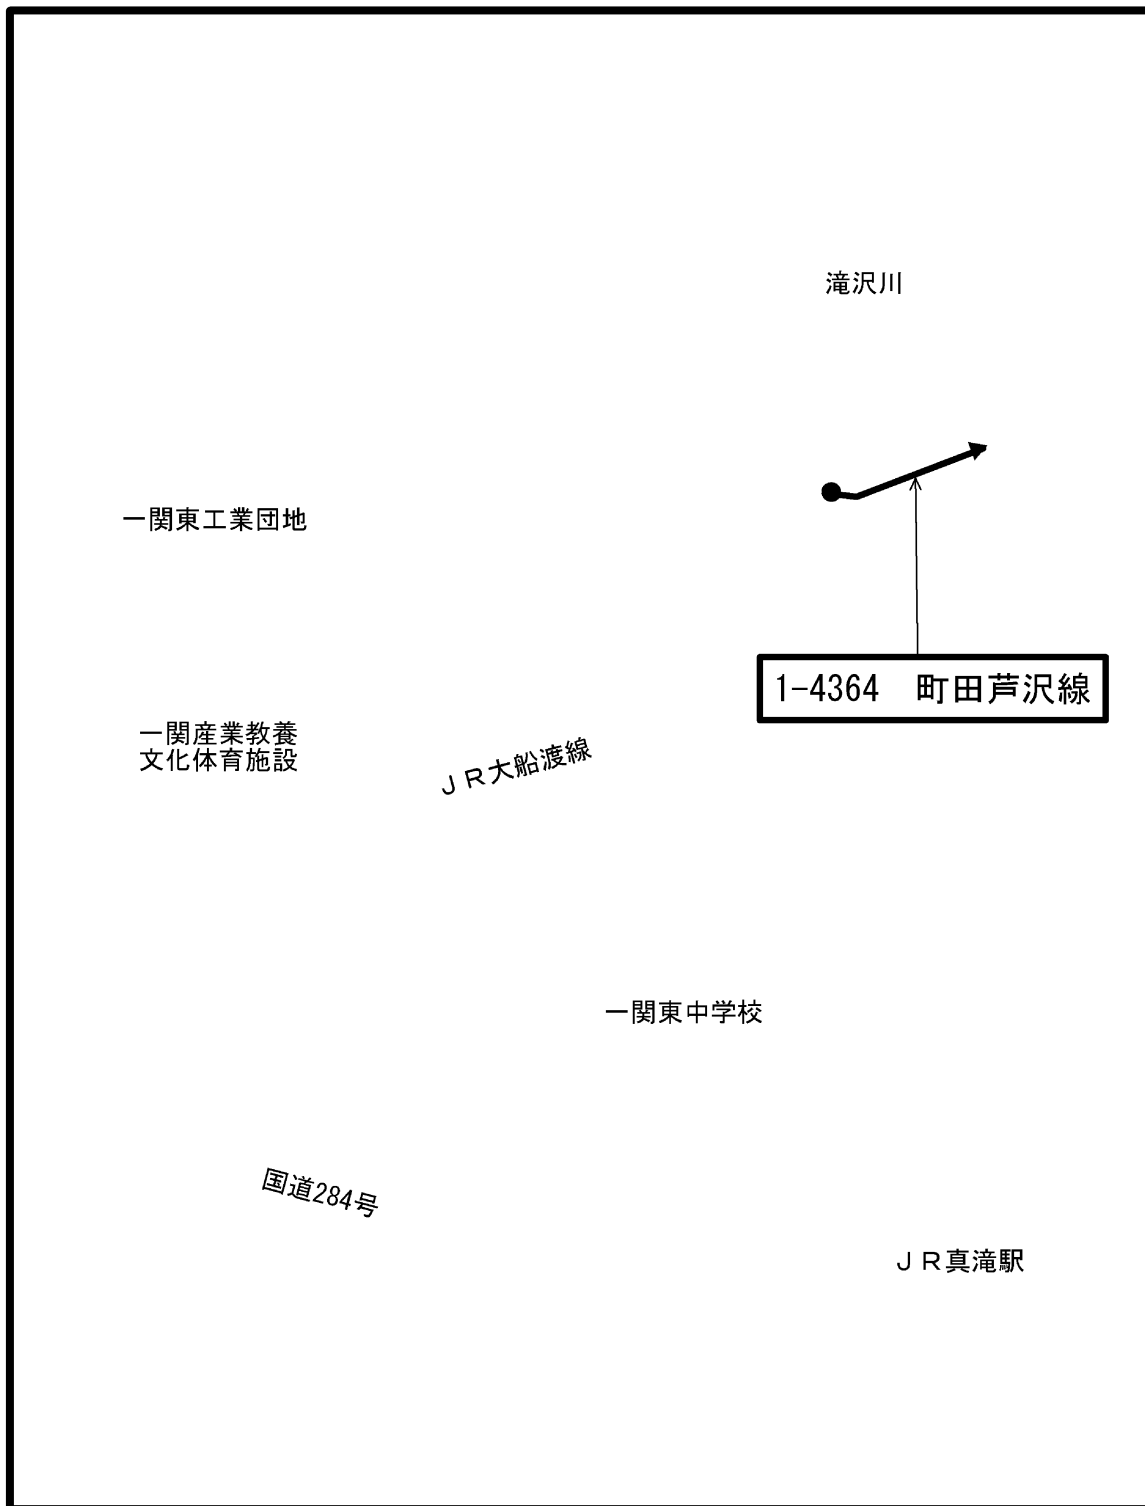 滝沢川
一関東工業団地
1-4364　町田芦沢線
一関産業教養
文化体育施設
ＪＲ大船渡線
一関東中学校
国道284号
ＪＲ真滝駅